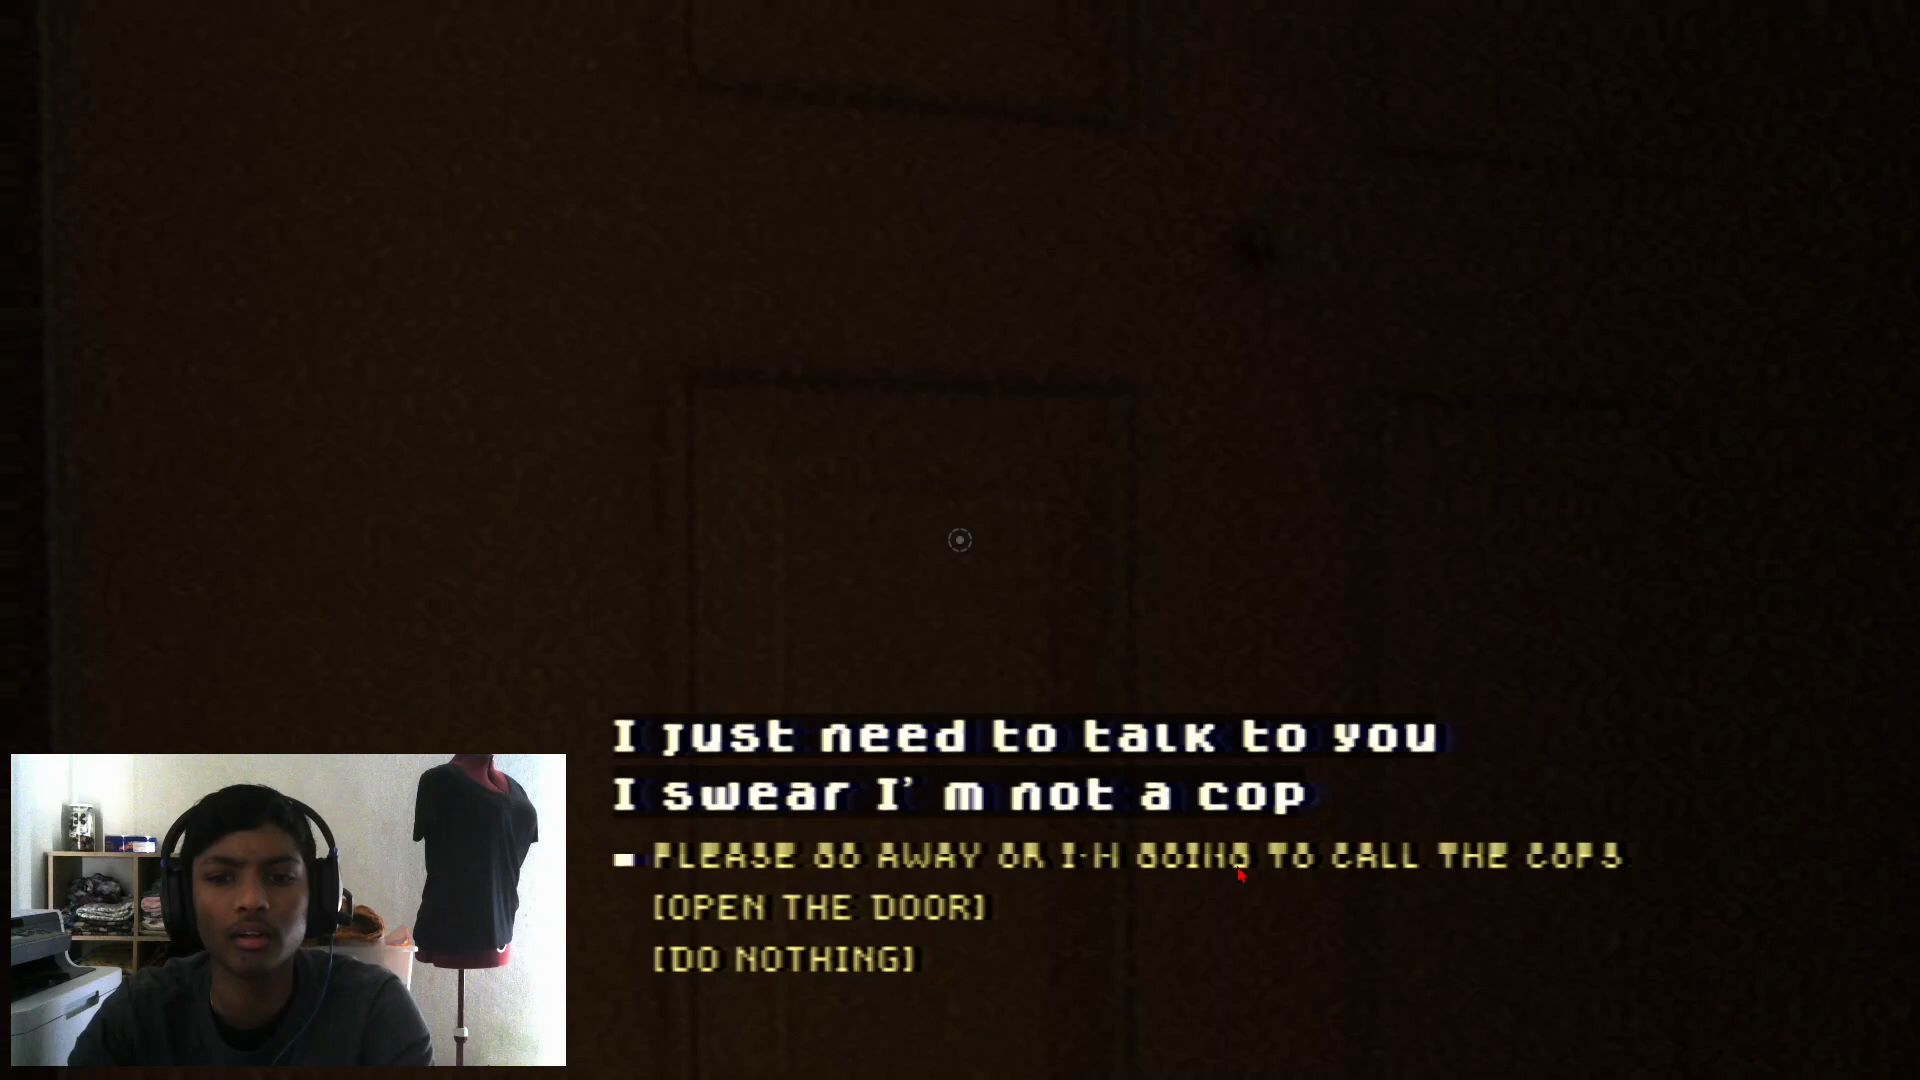 I just need to talk to you
I swear I'm not a cop
PLEASE GO AWAY OR I'M GOING TO CALL THE COPS
[OPEN THE DOOR]
[DO NOTHING]